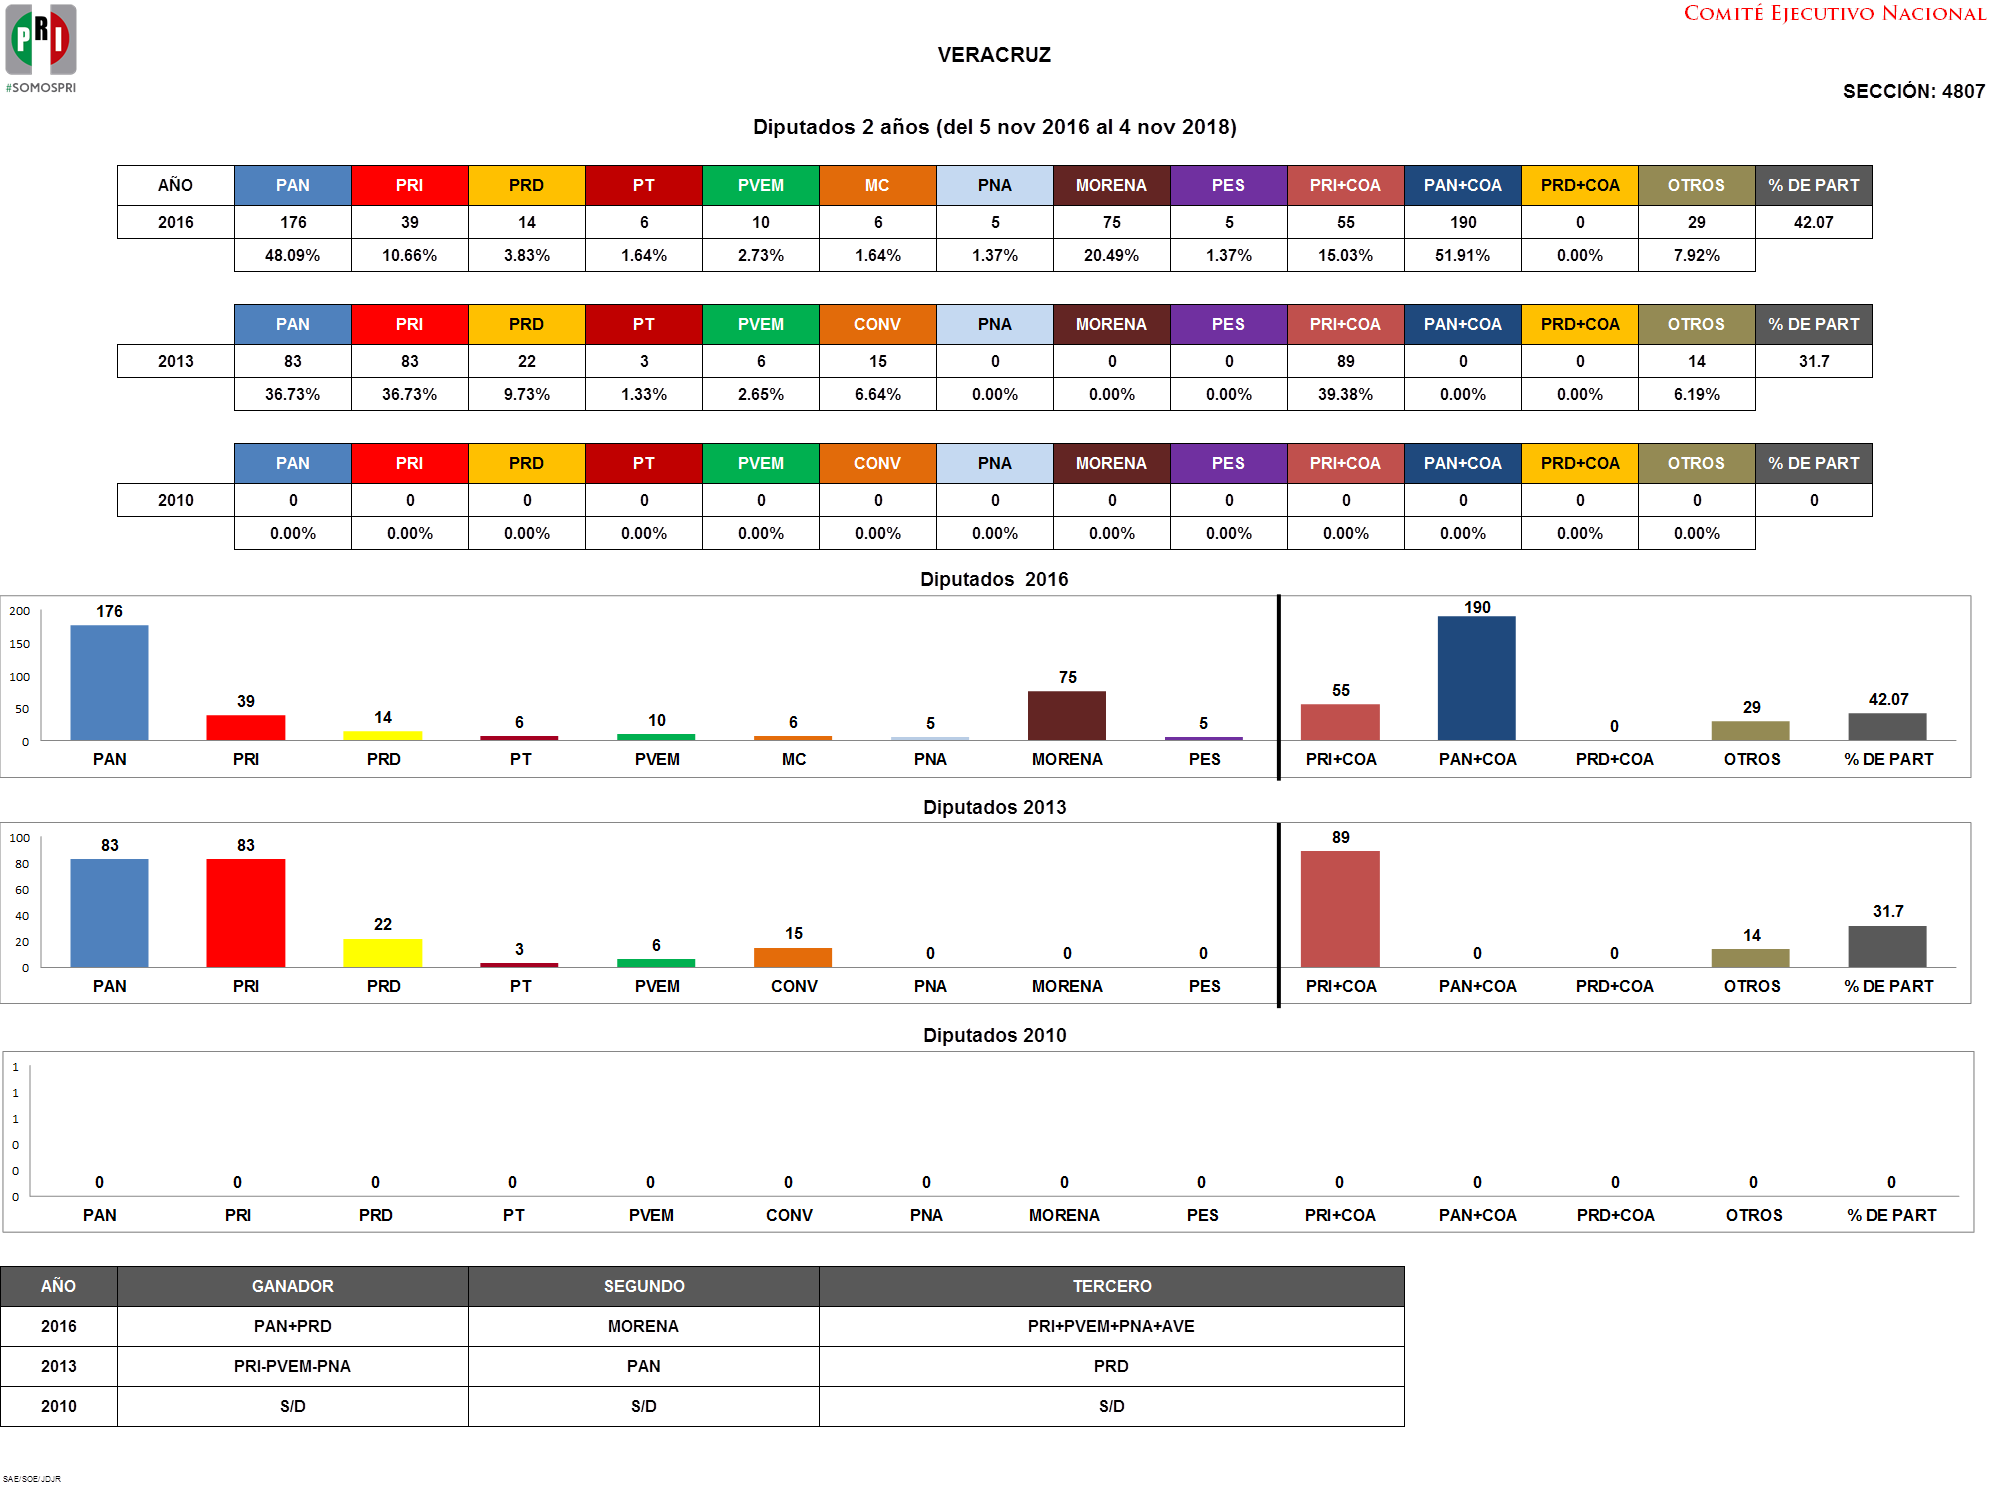 PRI
#SOMOSPRI
COMITÉ EJECUTIVO NACIONAL
VERACRUZ
SECCIÓN: 4807
Diputados 2 años (del 5 nov 2016 al 4 nov 2018)
AÑO PAN PRI PRD PT PVEM MC PNA MORENA PES PRI+COA PAN+COA PRD+COA OTROS % DE PART
2016 176 39 14 6 10 6 5 75 5 55 190 0 29 42.07
48.09% 10.66% 3.83% 1.64% 2.73% 1.64% 1.37% 20.49% 1.37% 15.03% 51.91% 0.00% 7.92%
PAN PRI PRD PT PVEM CONV PNA MORENA PES PRI+COA PAN+COA PRD+COA OTROS % DE PART
2013 83 83 22 3 6 15 0 0 0 89 0 0 14 31.7
36.73% 36.73% 9.73% 1.33% 2.65% 6.64% 0.00% 0.00% 0.00% 39.38% 0.00% 0.00% 6.19%
PAN PRI PRD PT PVEM CONV PNA MORENA PES PRI+COA PAN+COA PRD+COA OTROS % DE PART
2010 0 0 0 0 0 0 0 0 0 0 0 0 0 0
0.00% 0.00% 0.00% 0.00% 0.00% 0.00% 0.00% 0.00% 0.00% 0.00% 0.00% 0.00% 0.00%
Diputados 2016
200
150
100
50
0
176 39 14 6 10 6 5 75 5 55 190 0 29 42.07
PAN PRI PRD PT PVEM MC PNA MORENA PES PRI+COA PAN+COA PRD+COA OTROS % DE PART
Diputados 2013
100
80
60
40
20
0
83 83 22 3 6 15 0 0 0 89 0 0 14 31.7
PAN PRI PRD PT PVEM CONV PNA MORENA PES PRI+COA PAN+COA PRD+COA OTROS % DE PART
Diputados 2010
1
1
1
0
0
0
0 0 0 0 0 0 0 0 0 0 0 0 0 0
PAN PRI PRD PT PVEM CONV PNA MORENA PES PRI+COA PAN+COA PRD+COA OTROS % DE PART
AÑO GANADOR SEGUNDO TERCERO
2016 PAN+PRD MORENA PRI+PVEM+PNA+AVE
2013 PRI-PVEM-PNA PAN PRD
2010 S/D S/D S/D
SAE/SOE/JDJR